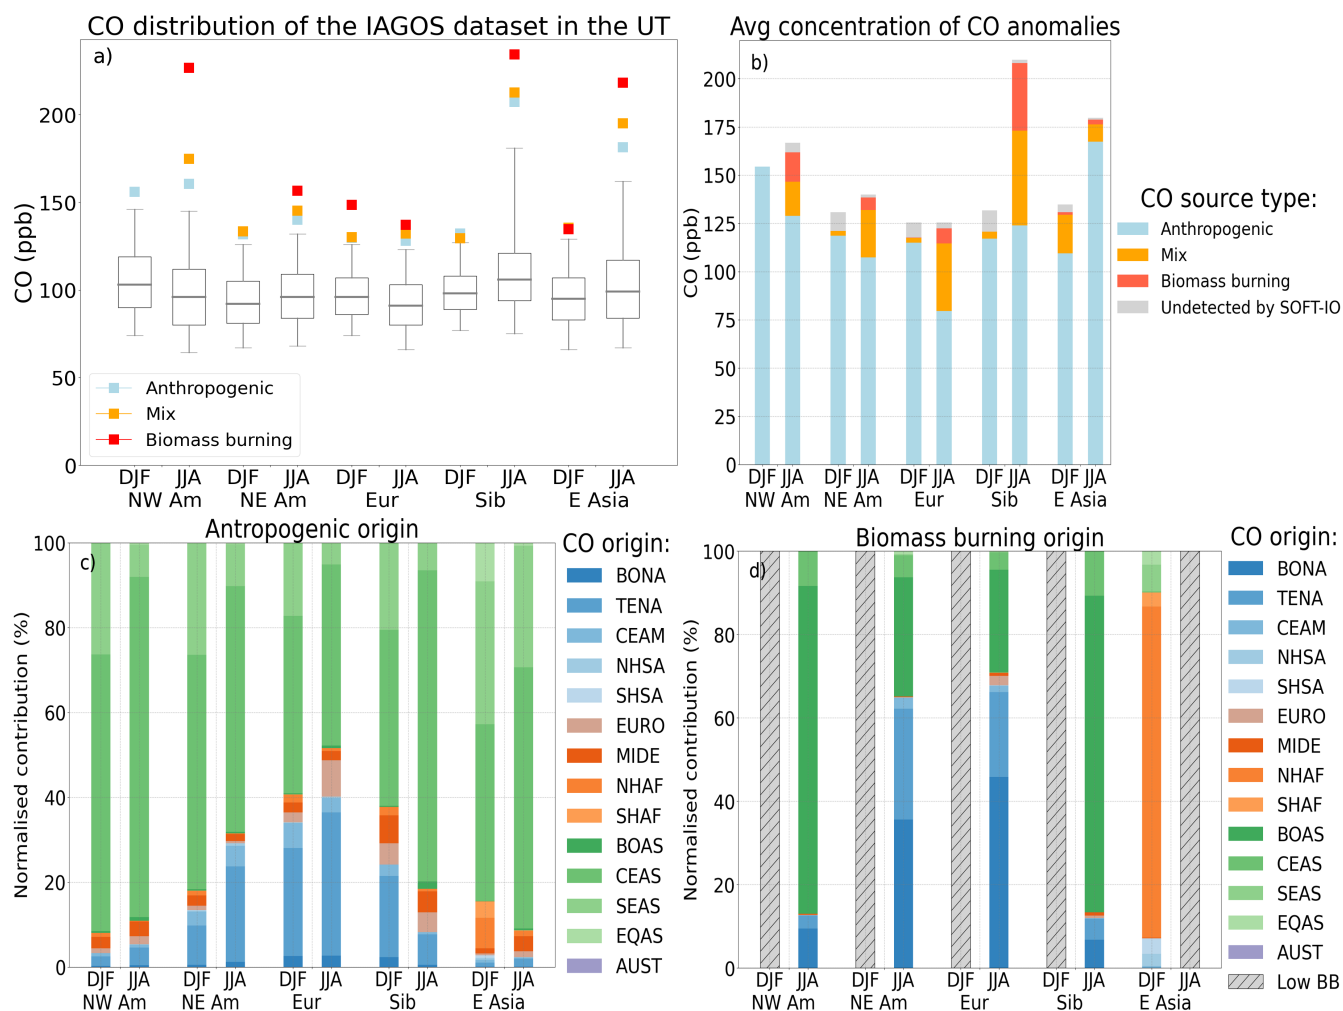 CO distribution of the IAGOS dataset in the UT
a)
CO (ppb)
200
150
100
50
0
Anthropogenic
Mix
Biomass burning
DJF JJA DJF JJA DJF JJA DJF JJA DJF JJA
NW Am NE Am Eur Sib E Asia
Avg concentration of CO anomalies
b)
CO (ppb)
200
175
150
125
100
75
50
25
0
DJF JJA DJF JJA DJF JJA DJF JJA DJF JJA
NW Am NE Am Eur Sib E Asia
CO source type:
Anthropogenic
Mix
Biomass burning
Undetected by SOFT-IO
Antropogenic origin
c)
Normalised contribution (%)
100
80
60
40
20
0
DJF JJA DJF JJA DJF JJA DJF JJA DJF JJA
NW Am NE Am Eur Sib E Asia
CO origin:
BONA
TENA
CEAM
NHSA
SHSA
EURO
MIDE
NHAF
SHAF
BOAS
CEAS
SEAS
EQAS
AUST
Biomass burning origin
d)
Normalised contribution (%)
100
80
60
40
20
0
DJF JJA DJF JJA DJF JJA DJF JJA DJF JJA
NW Am NE Am Eur Sib E Asia
CO origin:
BONA
TENA
CEAM
NHSA
SHSA
EURO
MIDE
NHAF
SHAF
BOAS
CEAS
SEAS
EQAS
AUST
Low BB